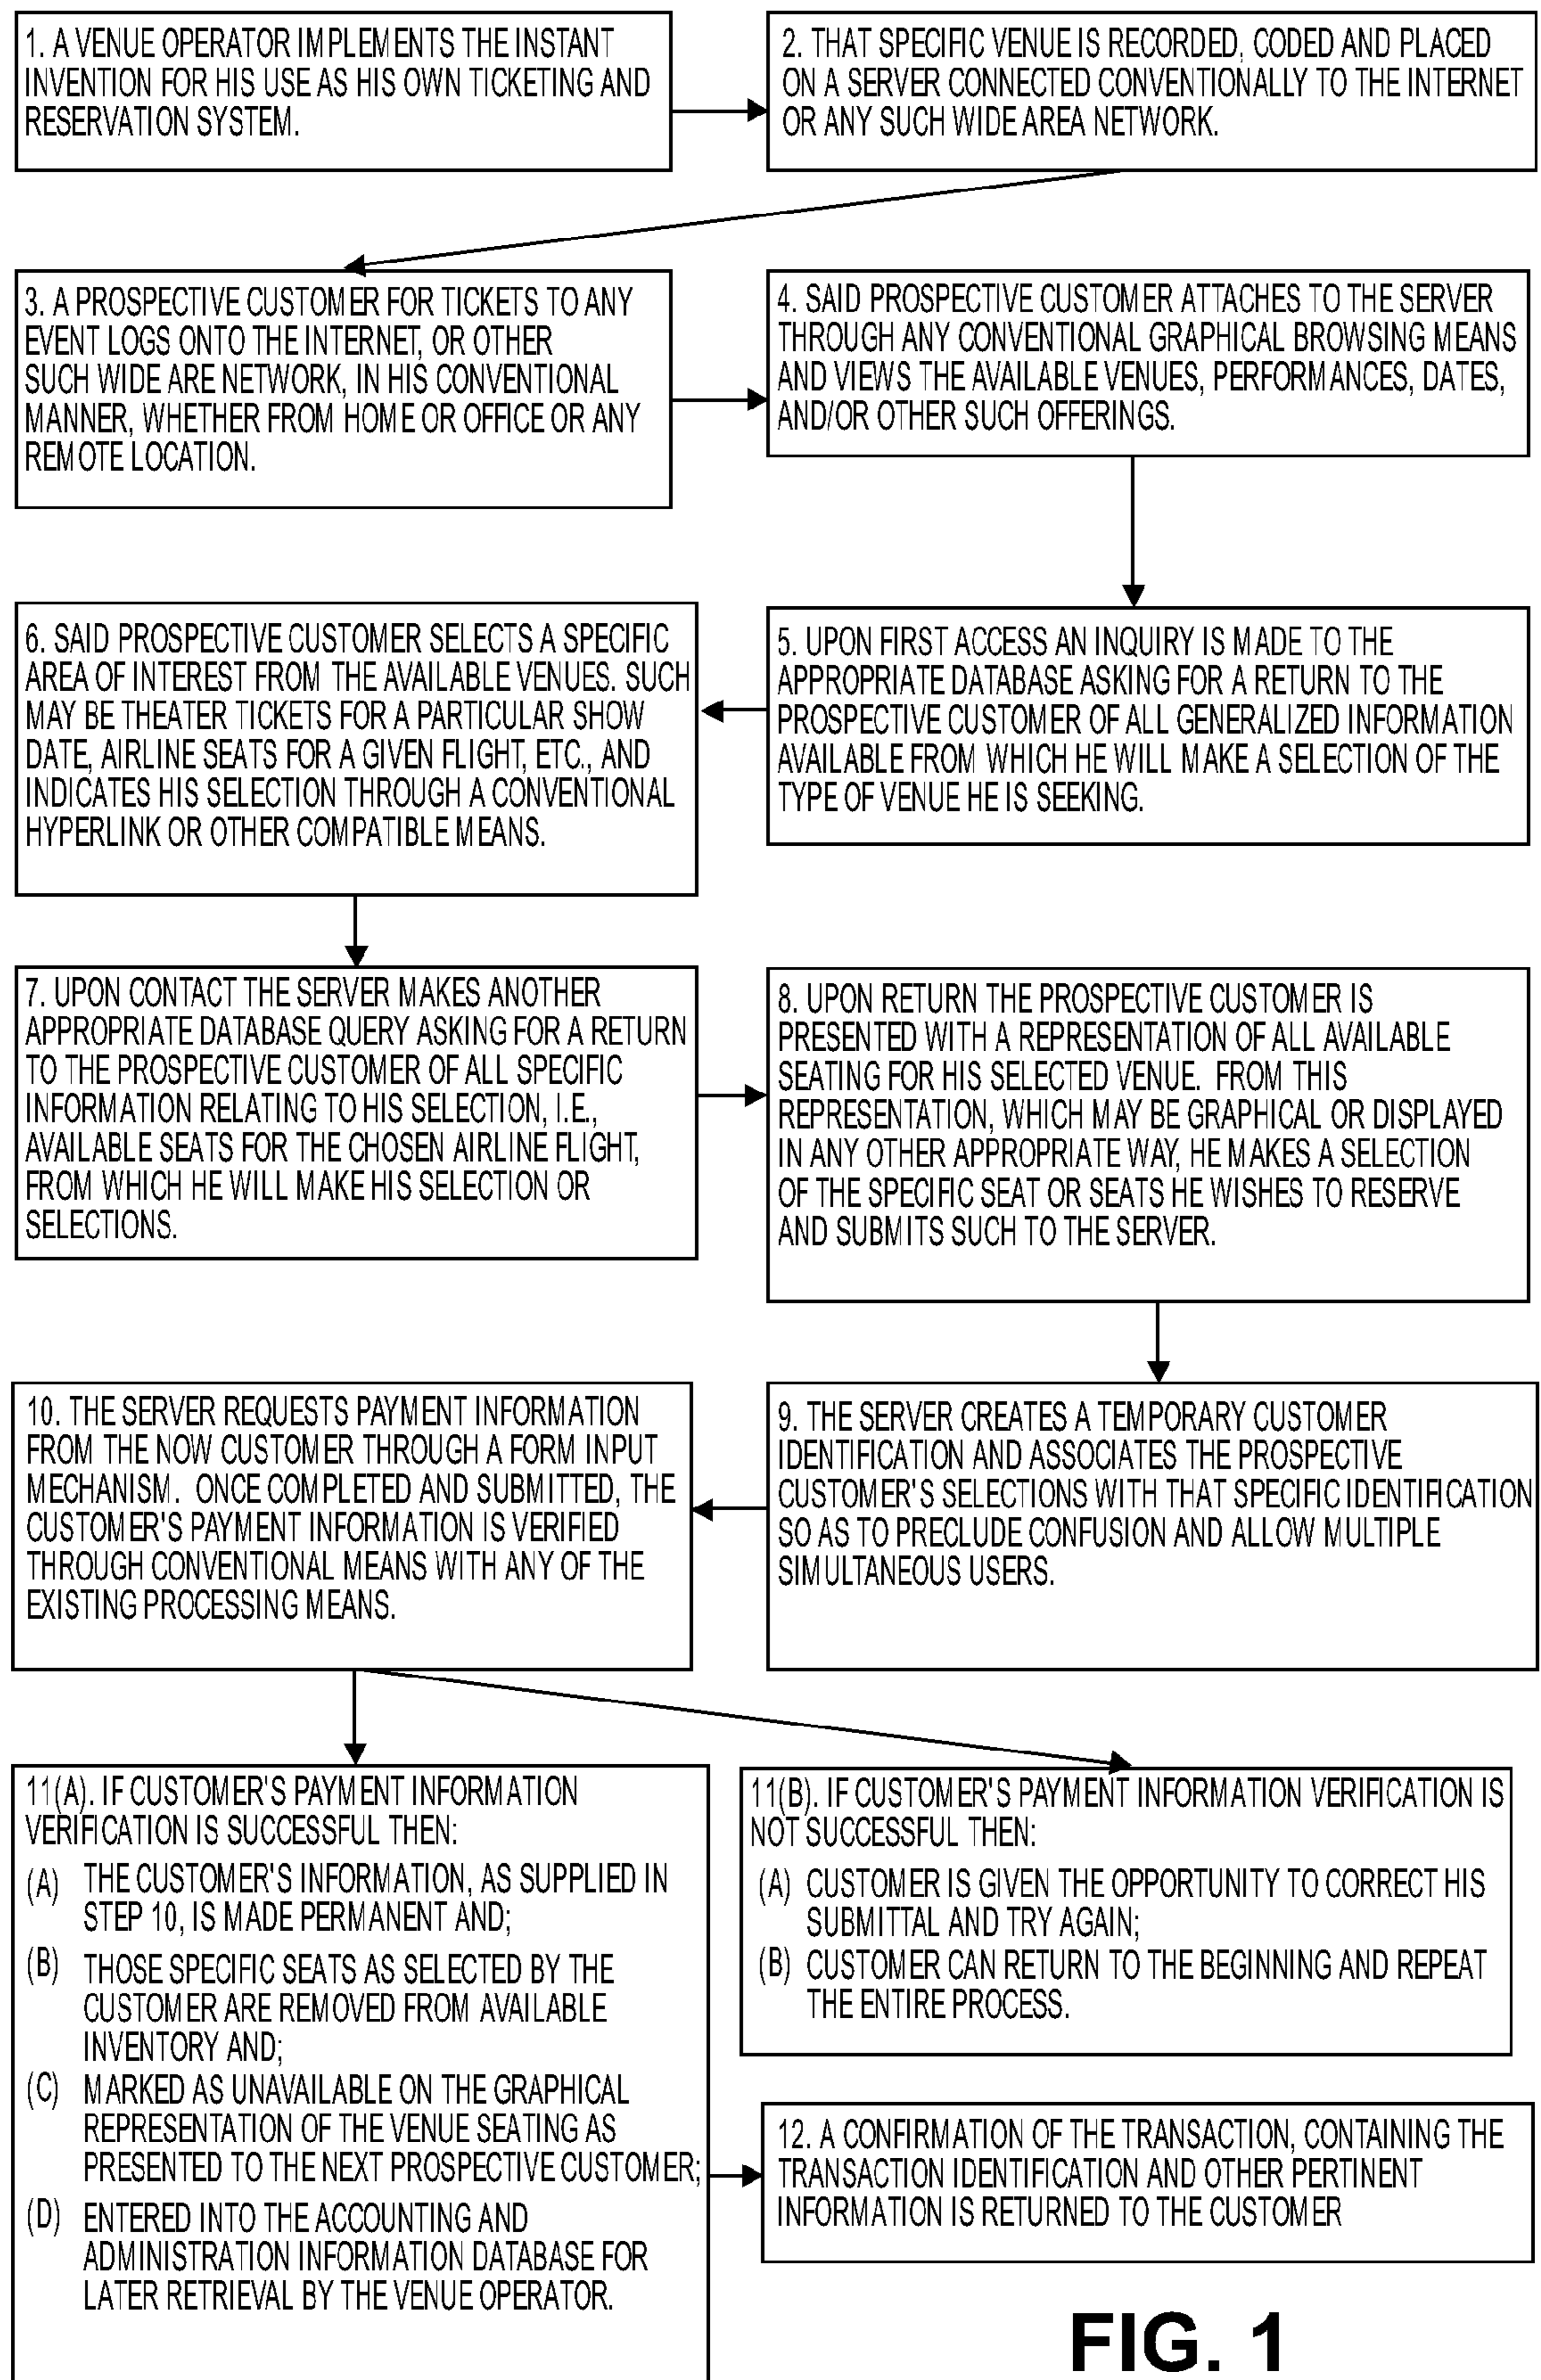 1. A VENUE OPERATOR IMPLEMENTS THE INSTANT
INVENTION FOR HIS USE AS HIS OWN TICKETING AND
RESERVATION SYSTEM.
2. THAT SPECIFIC VENUE IS RECORDED, CODED AND PLACED
ON A SERVER CONNECTED CONVENTIONALLY TO THE INTERNET
OR ANY SUCH WIDE AREA NETWORK.
3. A PROSPECTIVE CUSTOMER FOR TICKETS TO ANY
EVENT LOGS ONTO THE INTERNET, OR OTHER
SUCH WIDE ARE NETWORK, IN HIS CONVENTIONAL
MANNER, WHETHER FROM HOME OR OFFICE OR ANY
REMOTE LOCATION.
4. SAID PROSPECTIVE CUSTOMER ATTACHES TO THE SERVER
THROUGH ANY CONVENTIONAL GRAPHICAL BROWSING MEANS
AND VIEWS THE AVAILABLE VENUES, PERFORMANCES, DATES,
AND/OR OTHER SUCH OFFERINGS.
5. UPON FIRST ACCESS AN INQUIRY IS MADE TO THE
APPROPRIATE DATABASE ASKING FOR A RETURN TO THE
PROSPECTIVE CUSTOMER OF ALL GENERALIZED INFORMATION
AVAILABLE FROM WHICH HE WILL MAKE A SELECTION OF THE
TYPE OF VENUE HE IS SEEKING.
6. SAID PROSPECTIVE CUSTOMER SELECTS A SPECIFIC
AREA OF INTEREST FROM THE AVAILABLE VENUES. SUCH
MAY BE THEATER TICKETS FOR A PARTICULAR SHOW
DATE, AIRLINE SEATS FOR A GIVEN FLIGHT, ETC., AND
INDICATES HIS SELECTION THROUGH A CONVENTIONAL
HYPERLINK OR OTHER COMPATIBLE MEANS.
7. UPON CONTACT THE SERVER MAKES ANOTHER
APPROPRIATE DATABASE QUERY ASKING FOR A RETURN
TO THE PROSPECTIVE CUSTOMER OF ALL SPECIFIC
INFORMATION RELATING TO HIS SELECTION, I.E.,
AVAILABLE SEATS FOR THE CHOSEN AIRLINE FLIGHT,
FROM WHICH HE WILL MAKE HIS SELECTION OR
SELECTIONS.
8. UPON RETURN THE PROSPECTIVE CUSTOMER IS
PRESENTED WITH A REPRESENTATION OF ALL AVAILABLE
SEATING FOR HIS SELECTED VENUE. FROM THIS
REPRESENTATION, WHICH MAY BE GRAPHICAL OR DISPLAYED
IN ANY OTHER APPROPRIATE WAY, HE MAKES A SELECTION
OF THE SPECIFIC SEAT OR SEATS HE WISHES TO RESERVE
AND SUBMITS SUCH TO THE SERVER.
9. THE SERVER CREATES A TEMPORARY CUSTOMER
IDENTIFICATION AND ASSOCIATES THE PROSPECTIVE
CUSTOMER'S SELECTIONS WITH THAT SPECIFIC IDENTIFICATION
SO AS TO PRECLUDE CONFUSION AND ALLOW MULTIPLE
SIMULTANEOUS USERS.
10. THE SERVER REQUESTS PAYMENT INFORMATION
FROM THE NOW CUSTOMER THROUGH A FORM INPUT
MECHANISM. ONCE COMPLETED AND SUBMITTED, THE
CUSTOMER'S PAYMENT INFORMATION IS VERIFIED
THROUGH CONVENTIONAL MEANS WITH ANY OF THE
EXISTING PROCESSING MEANS.
11(A). IF CUSTOMER'S PAYMENT INFORMATION
VERIFICATION IS SUCCESSFUL THEN:
(A) THE CUSTOMER'S INFORMATION, AS SUPPLIED IN
STEP 10, IS MADE PERMANENT AND;
(B) THOSE SPECIFIC SEATS AS SELECTED BY THE
CUSTOMER ARE REMOVED FROM AVAILABLE
INVENTORY AND;
(C) MARKED AS UNAVAILABLE ON THE GRAPHICAL
REPRESENTATION OF THE VENUE SEATING AS
PRESENTED TO THE NEXT PROSPECTIVE CUSTOMER;
(D) ENTERED INTO THE ACCOUNTING AND
ADMINISTRATION INFORMATION DATABASE FOR
LATER RETRIEVAL BY THE VENUE OPERATOR.
11(B). IF CUSTOMER'S PAYMENT INFORMATION VERIFICATION IS
NOT SUCCESSFUL THEN:
(A) CUSTOMER IS GIVEN THE OPPORTUNITY TO CORRECT HIS
SUBMITTAL AND TRY AGAIN;
(B) CUSTOMER CAN RETURN TO THE BEGINNING AND REPEAT
THE ENTIRE PROCESS.
12. A CONFIRMATION OF THE TRANSACTION, CONTAINING THE
TRANSACTION IDENTIFICATION AND OTHER PERTINENT
INFORMATION IS RETURNED TO THE CUSTOMER
FIG. 1